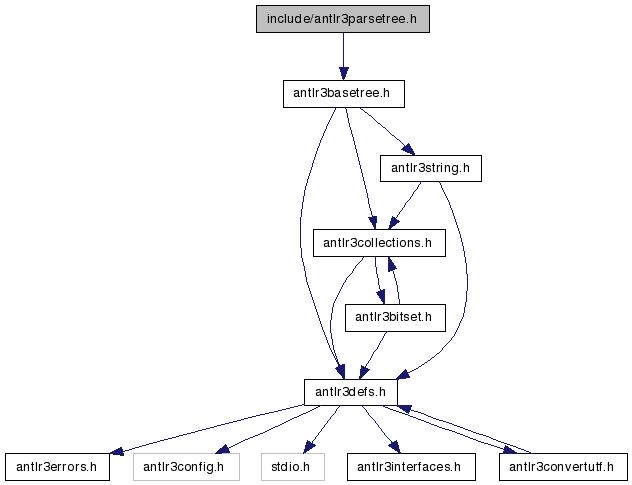 include/antlr3parsetree.h
antlr3basetree.h
antlr3string.h
antlr3collections.h
antlr3bitset.h
antlr3defs.h
antlr3errors.h
antlr3config.h
stdio.h
antlr3interfaces.h
antlr3convertutf.h